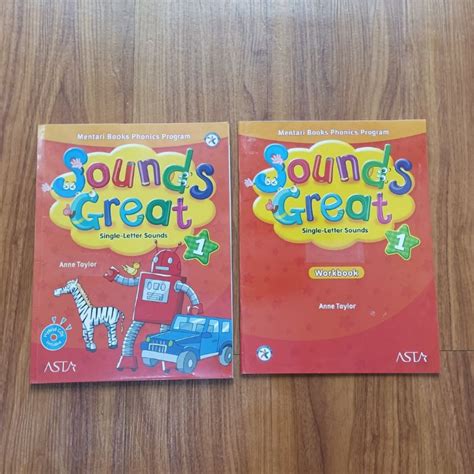 Mentari Books Phonics Program
Sounds
Great
Single-Letter Sounds
1
Anne Taylor
ASTA
Mentari Books Phonics Program
Sounds
Great
Single-Letter Sounds
1
Workbook
Anne Taylor
ASTA